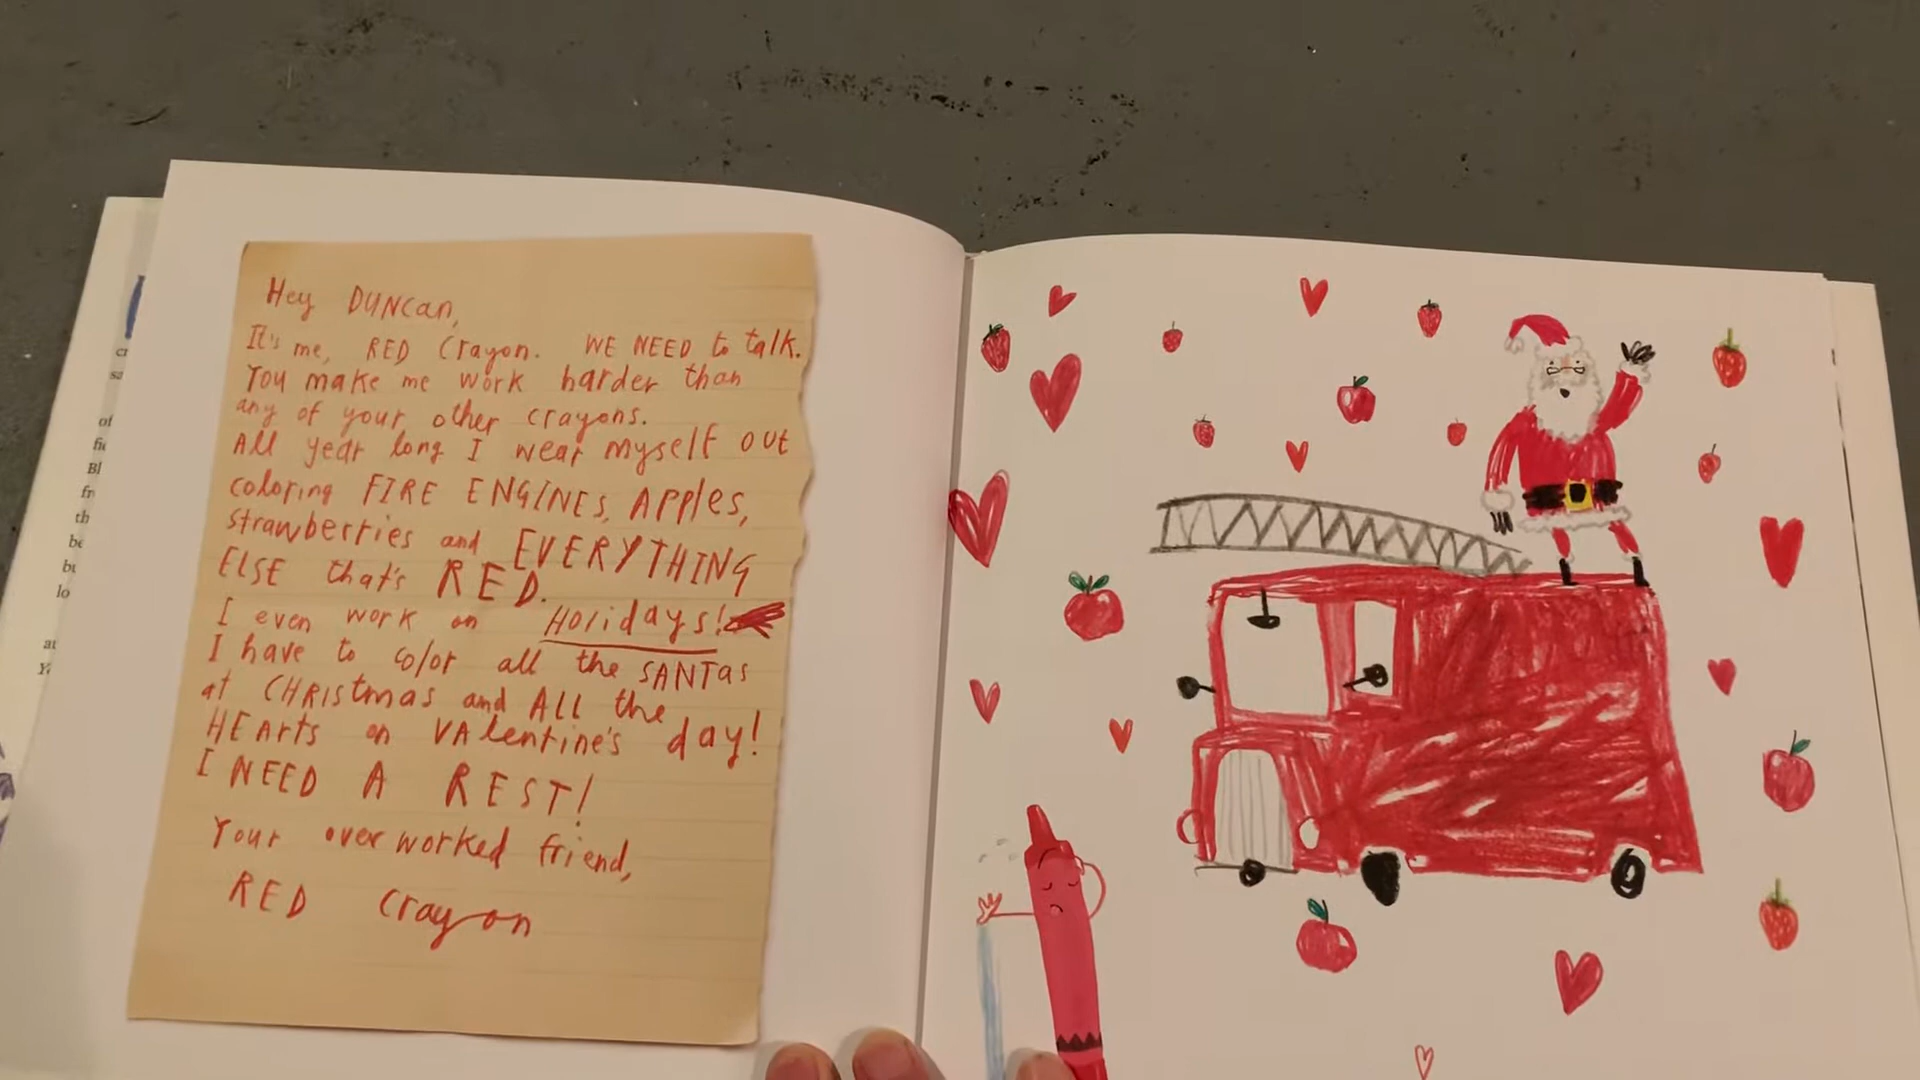 Hey DUNCan,
It's me, RED Crayon. WE NEED to talk.
You make me work harder than
any of your other crayons.
All year long I wear myself out
coloring FIRE ENGINES, APples,
strawberries and EVERYTHING
ELSE that's RED.
I even work on Holidays!
I have to color all the SANTas
at CHRIStmas and All the
HEArts on VAlentine's day!
I NEED A REST!
Your overworked friend,
RED Crayon